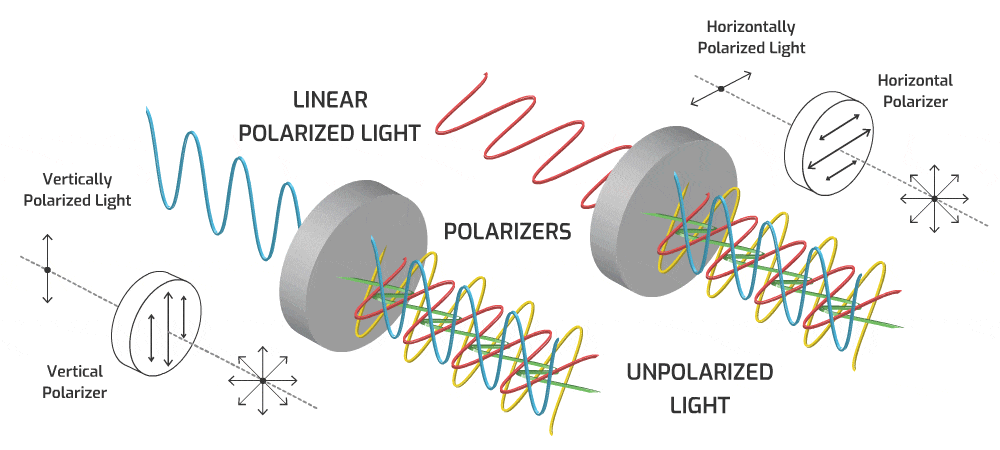 Horizontally
Polarized Light
Horizontal
Polarizer
LINEAR
POLARIZED LIGHT
Vertically
Polarized Light
POLARIZERS
Vertical
Polarizer
UNPOLARIZED
LIGHT